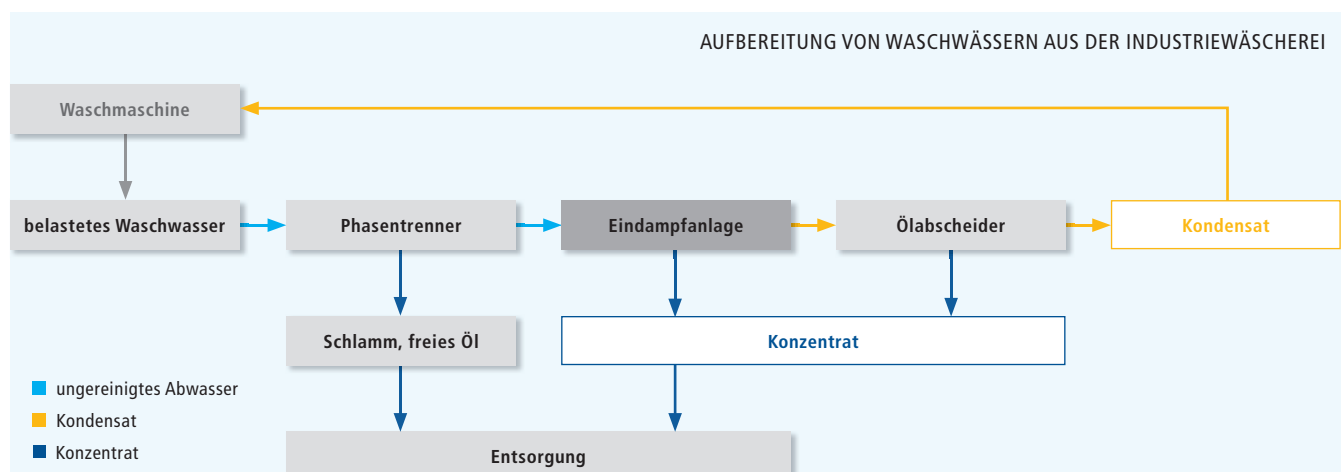 AUFBEREITUNG VON WASCHWÄSSERN AUS DER INDUSTRIEWÄSCHEREI
Waschmaschine
belastetes Waschwasser
Phasentrenner
Eindampfanlage
Ölabscheider
Kondensat
Schlamm, freies Öl
Konzentrat
ungereinigtes Abwasser
Kondensat
Konzentrat
Entsorgung